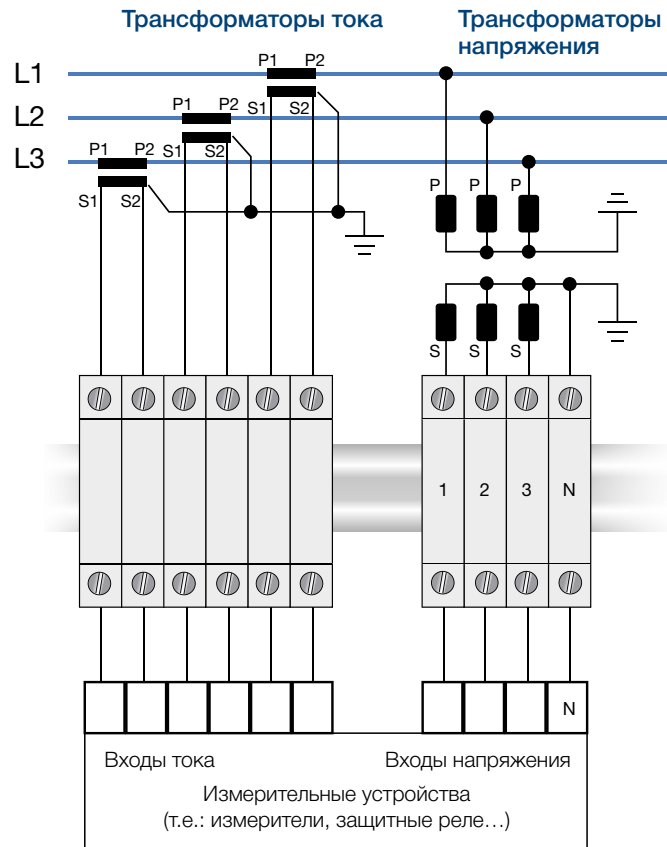 Трансформаторы тока
Трансформаторы
напряжения
P1 P2
L1
P1 P2 S1 S2
L2
P1 P2 S1 S2
L3
S1 S2
P P P
S S S
1 2 3 N
N
Входы тока
Входы напряжения
Измерительные устройства
(т.е.: измерители, защитные реле...)